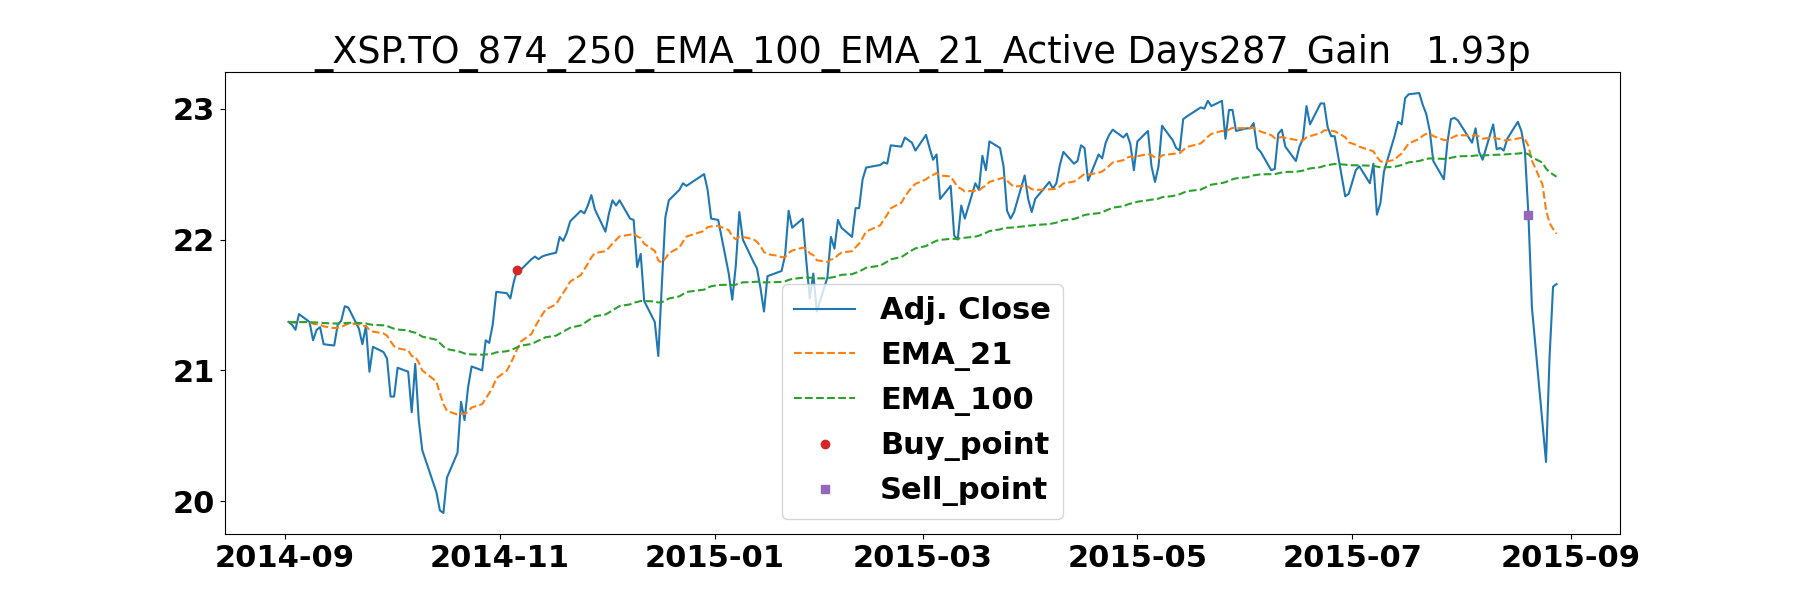 _XSP.TO_874_250_EMA_100_EMA_21_Active Days287_Gain   1.93p
23
22
21
20
Adj. Close
EMA_21
EMA_100
Buy_point
Sell_point
2014-09 2014-11 2015-01 2015-03 2015-05 2015-07 2015-09